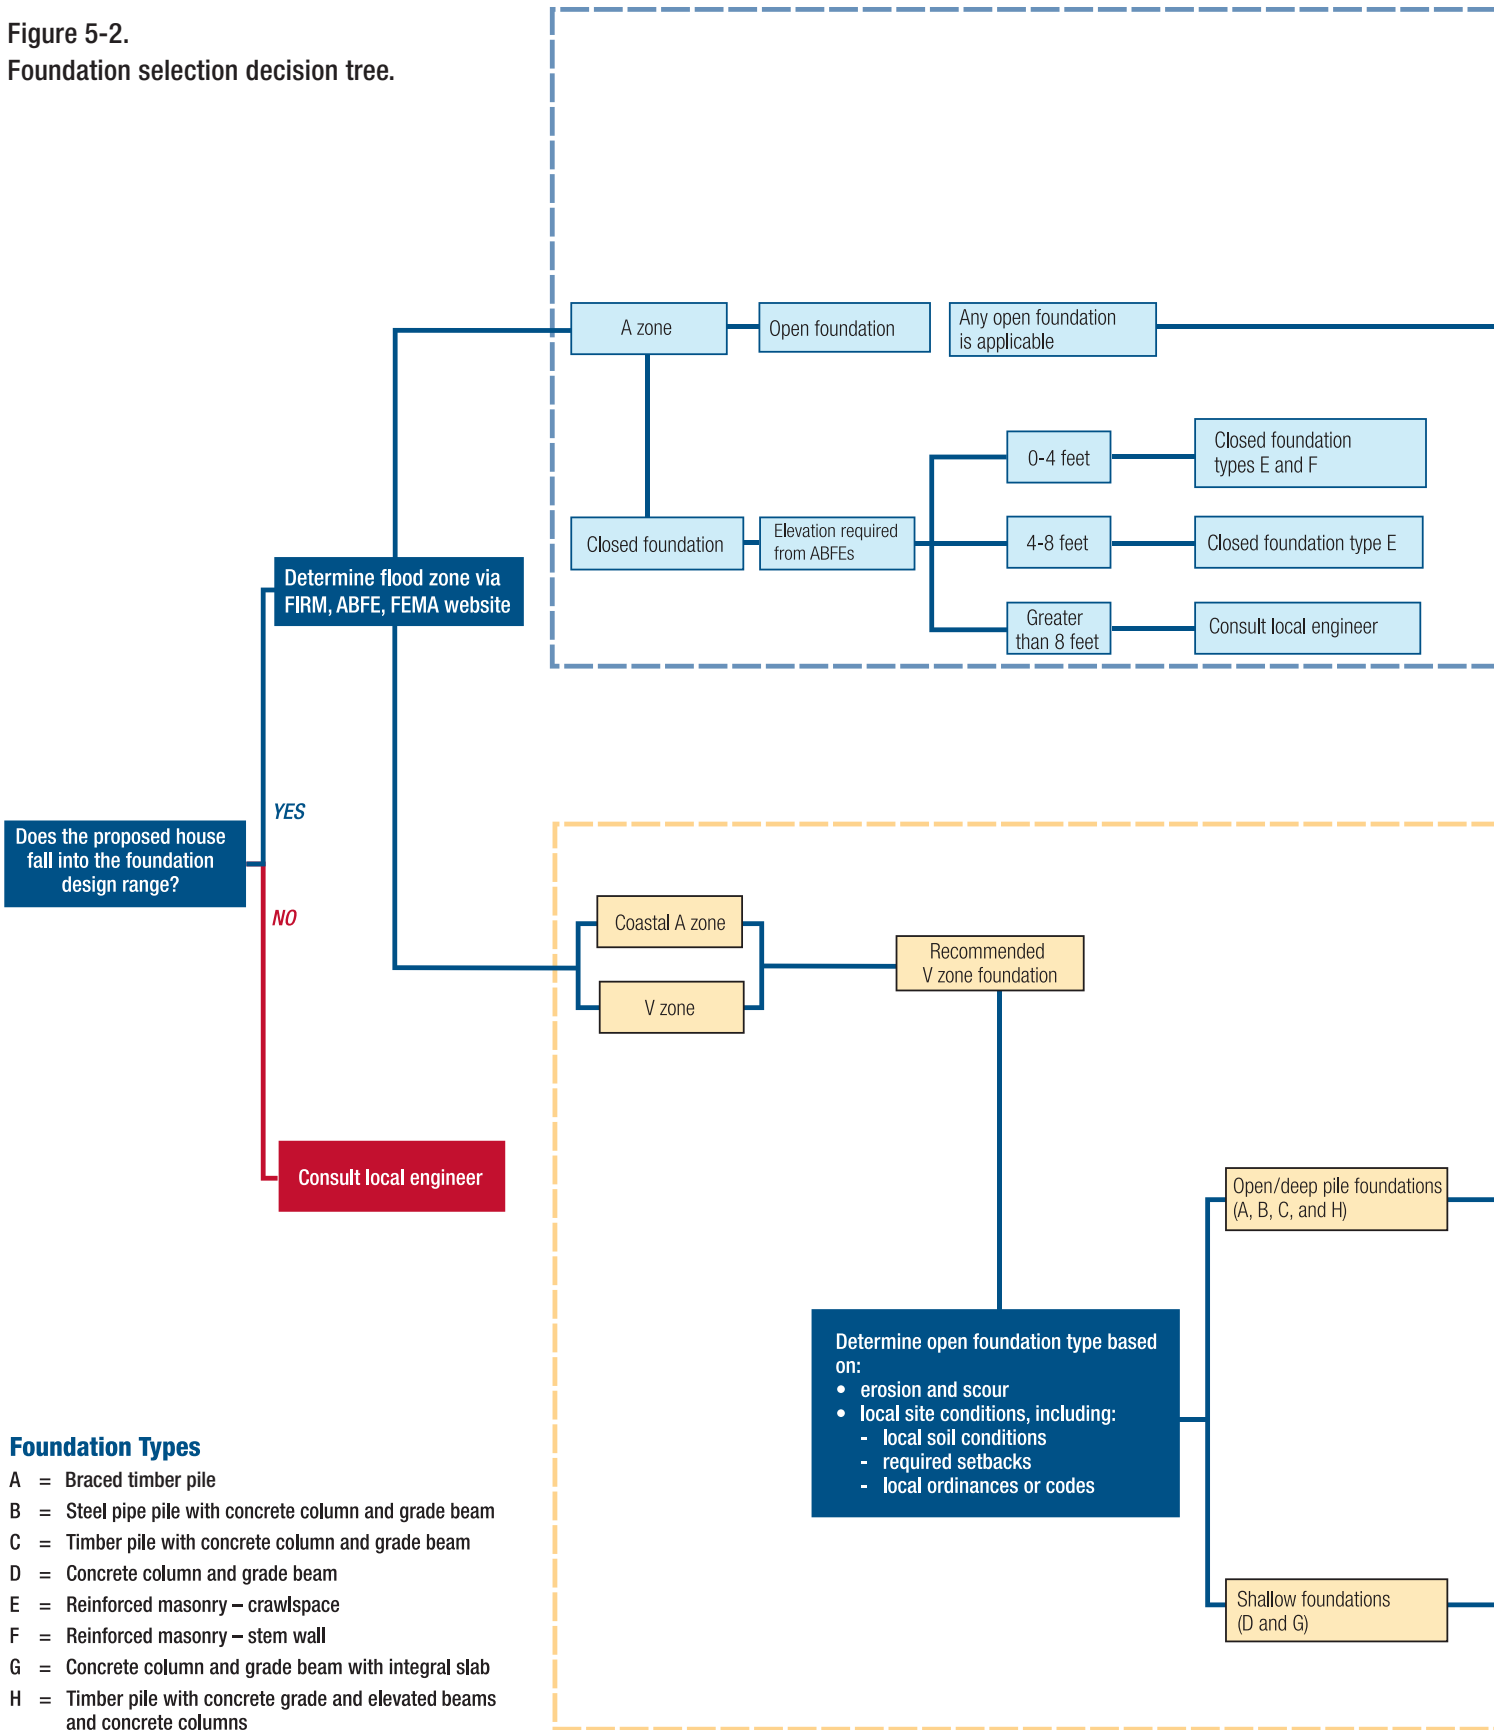 Figure 5-2.
Foundation selection decision tree.
A zone
Open foundation
Any open foundation
is applicable
0-4 feet
Closed foundation
types E and F
Closed foundation
Elevation required
from ABFEs
4-8 feet
Closed foundation type E
Greater
than 8 feet
Consult local engineer
Determine flood zone via
FIRM, ABFE, FEMA website
YES
Does the proposed house
fall into the foundation
design range?
NO
Coastal A zone
V zone
Recommended
V zone foundation
Consult local engineer
Open/deep pile foundations
(A, B, C, and H)
Determine open foundation type based
on:
• erosion and scour
• local site conditions, including:
- local soil conditions
- required setbacks
- local ordinances or codes
Shallow foundations
(D and G)
Foundation Types
A = Braced timber pile
B = Steel pipe pile with concrete column and grade beam
C = Timber pile with concrete column and grade beam
D = Concrete column and grade beam
E = Reinforced masonry – crawlspace
F = Reinforced masonry – stem wall
G = Concrete column and grade beam with integral slab
H = Timber pile with concrete grade and elevated beams
and concrete columns